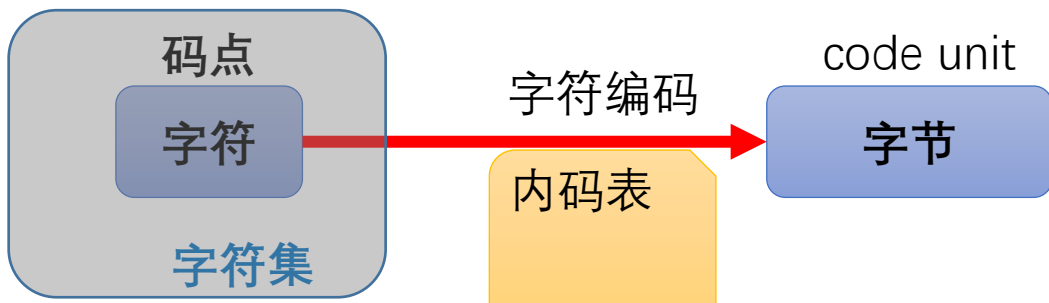 码点
字符
字符集
字符编码
内码表
code unit
字节